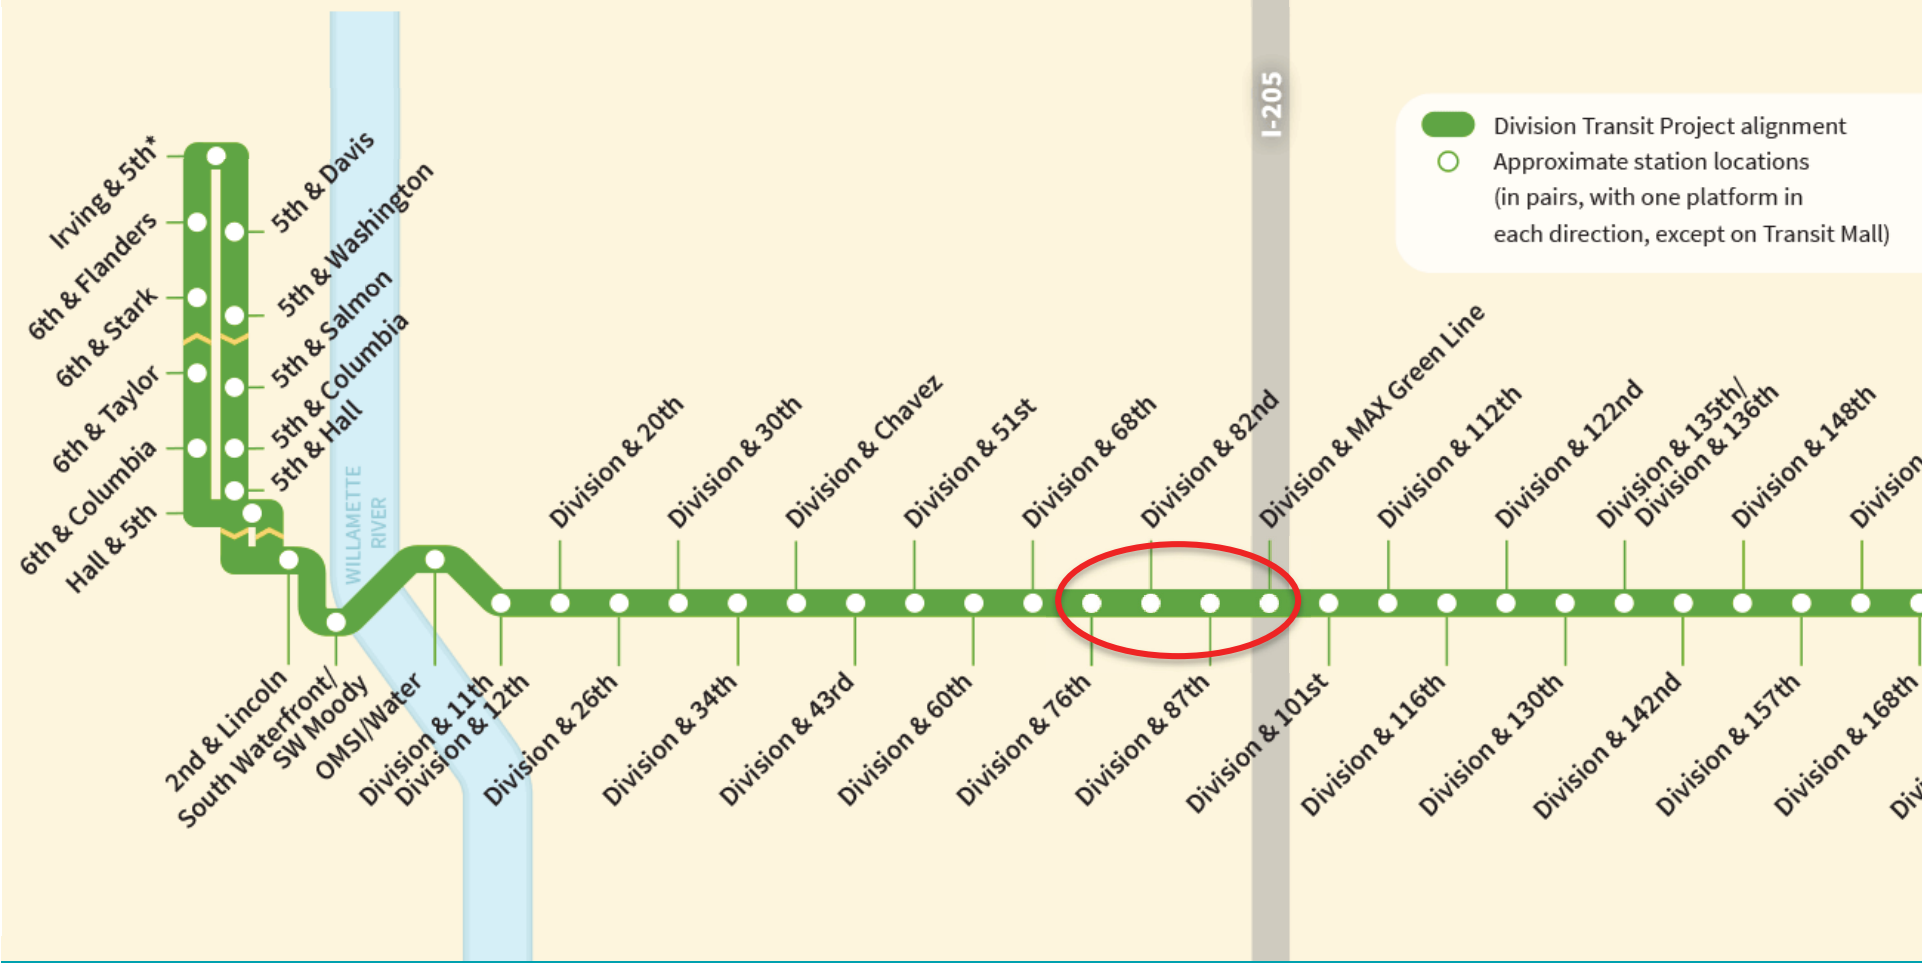 I-205
Division Transit Project alignment
Approximate station locations
(in pairs, with one platform in
each direction, except on Transit Mall)
Irving & 5th*
6th & Flanders
6th & Stark
6th & Taylor
6th & Columbia
Hall & 5th
5th & Davis
5th & Washington
5th & Salmon
5th & Columbia
5th & Hall
WILLAMETTE
RIVER
Division & 20th
Division & 30th
Division & Chavez
Division & 51st
Division & 68th
Division & 82nd
Division & MAX Green Line
Division & 112th
Division & 122nd
Division & 135th/
Division & 136th
Division & 148th
Division
2nd & Lincoln
South Waterfront/
SW Moody
OMSI/Water
Division & 11th
Division & 12th
Division & 26th
Division & 34th
Division & 43rd
Division & 60th
Division & 76th
Division & 87th
Division & 101st
Division & 116th
Division & 130th
Division & 142nd
Division & 157th
Division & 168th
Divi